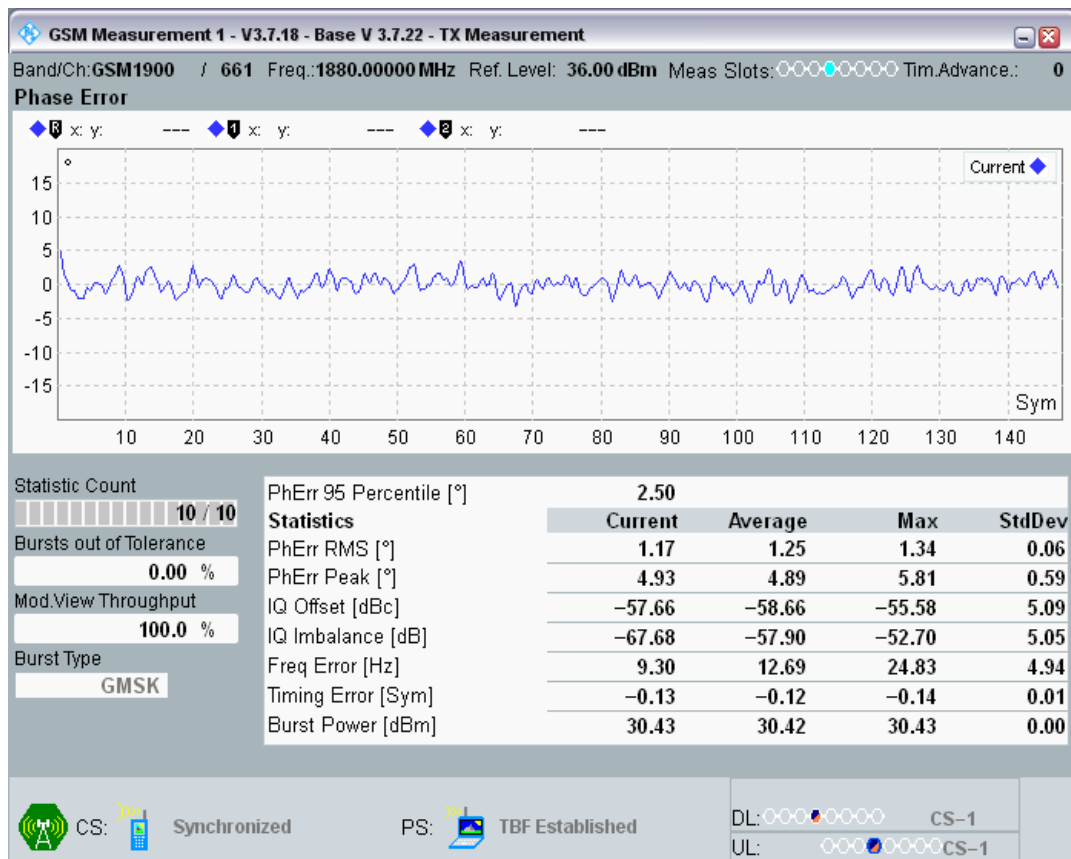 GSM Measurement 1 - V3.7.18 - Base V 3.7.22 - TX Measurement
Band/Ch:GSM1900 / 661 Freq.:1880.00000 MHz Ref. Level: 36.00 dBm Meas Slots: Tim.Advance.: 0
Phase Error
R x: y: --- 1 x: y: --- 2 x: y: ---
° Current
15
10
5
0
-5
-10
-15
Sym
10 20 30 40 50 60 70 80 90 100 110 120 130 140
Statistic Count
10 / 10
Bursts out of Tolerance
0.00 %
Mod.View Throughput
100.0 %
Burst Type
GMSK
PhErr 95 Percentile [°] 2.50
Statistics Current Average Max StdDev
PhErr RMS [°] 1.17 1.25 1.34 0.06
PhErr Peak [°] 4.93 4.89 5.81 0.59
IQ Offset [dBc] −57.66 −58.66 −55.58 5.09
IQ Imbalance [dB] −67.68 −57.90 −52.70 5.05
Freq Error [Hz] 9.30 12.69 24.83 4.94
Timing Error [Sym] −0.13 −0.12 −0.14 0.01
Burst Power [dBm] 30.43 30.42 30.43 0.00
CS: Synchronized PS: TBF Established
DL: CS−1
UL: CS−1